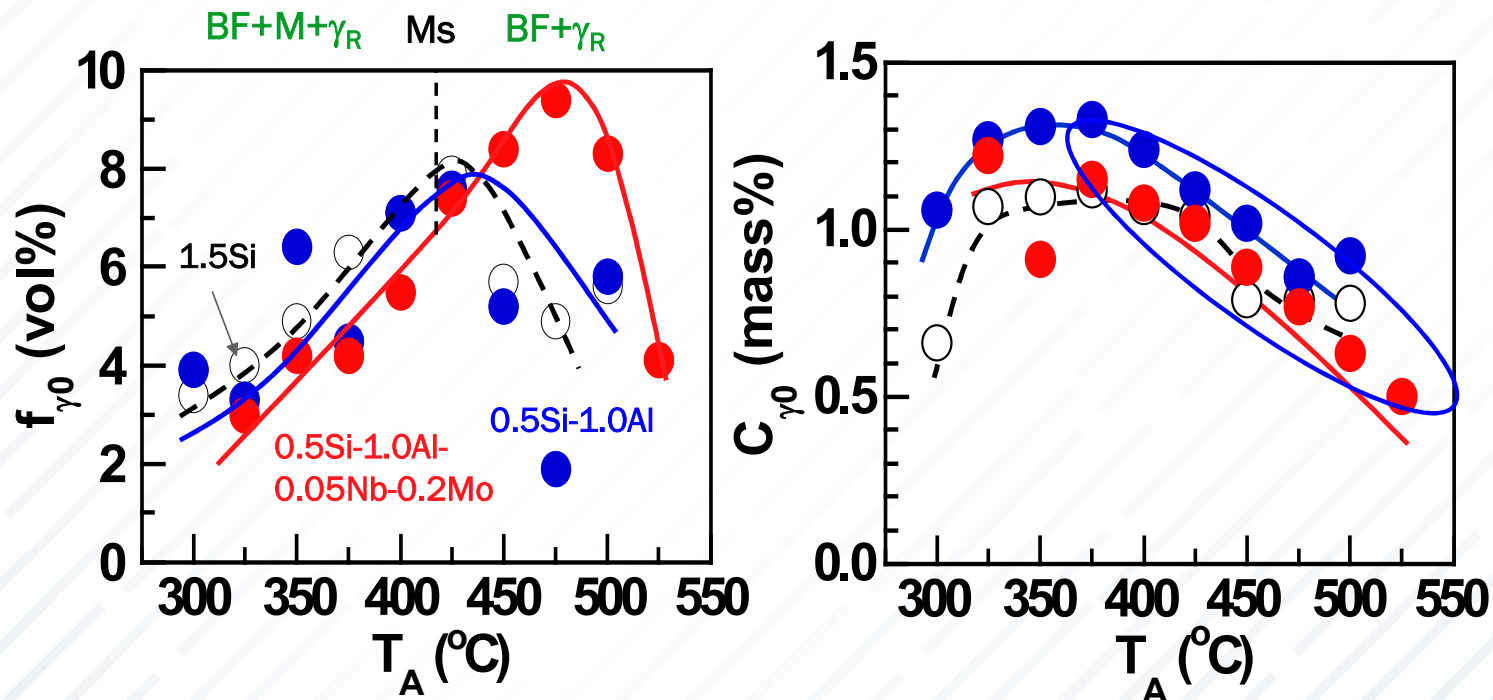 BF+M+γR Ms BF+γR
10
8
6
4
2
0
fγ0 (vol%)
1.5Si
0.5Si-1.0Al
0.5Si-1.0Al-
0.05Nb-0.2Mo
300 350 400 450 500 550
TA (oC)
1.5
1.0
0.5
0.0
Cγ0 (mass%)
300 350 400 450 500 550
TA (oC)